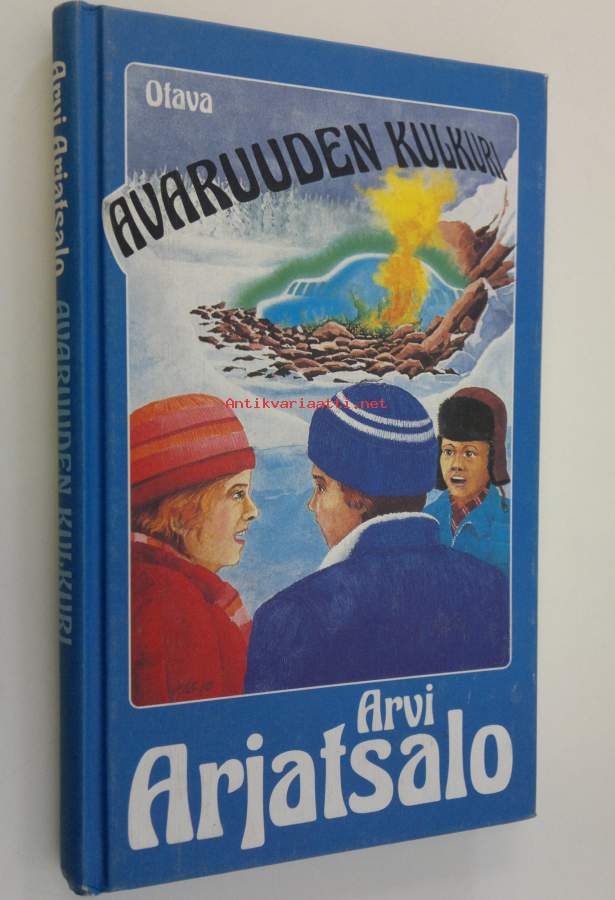 Otava
AVARUUDEN KULKURI
Antikvariaatti.net
Arvi
Arjatsalo
Arvi Arjatsalo AVARUUDEN KULKURI